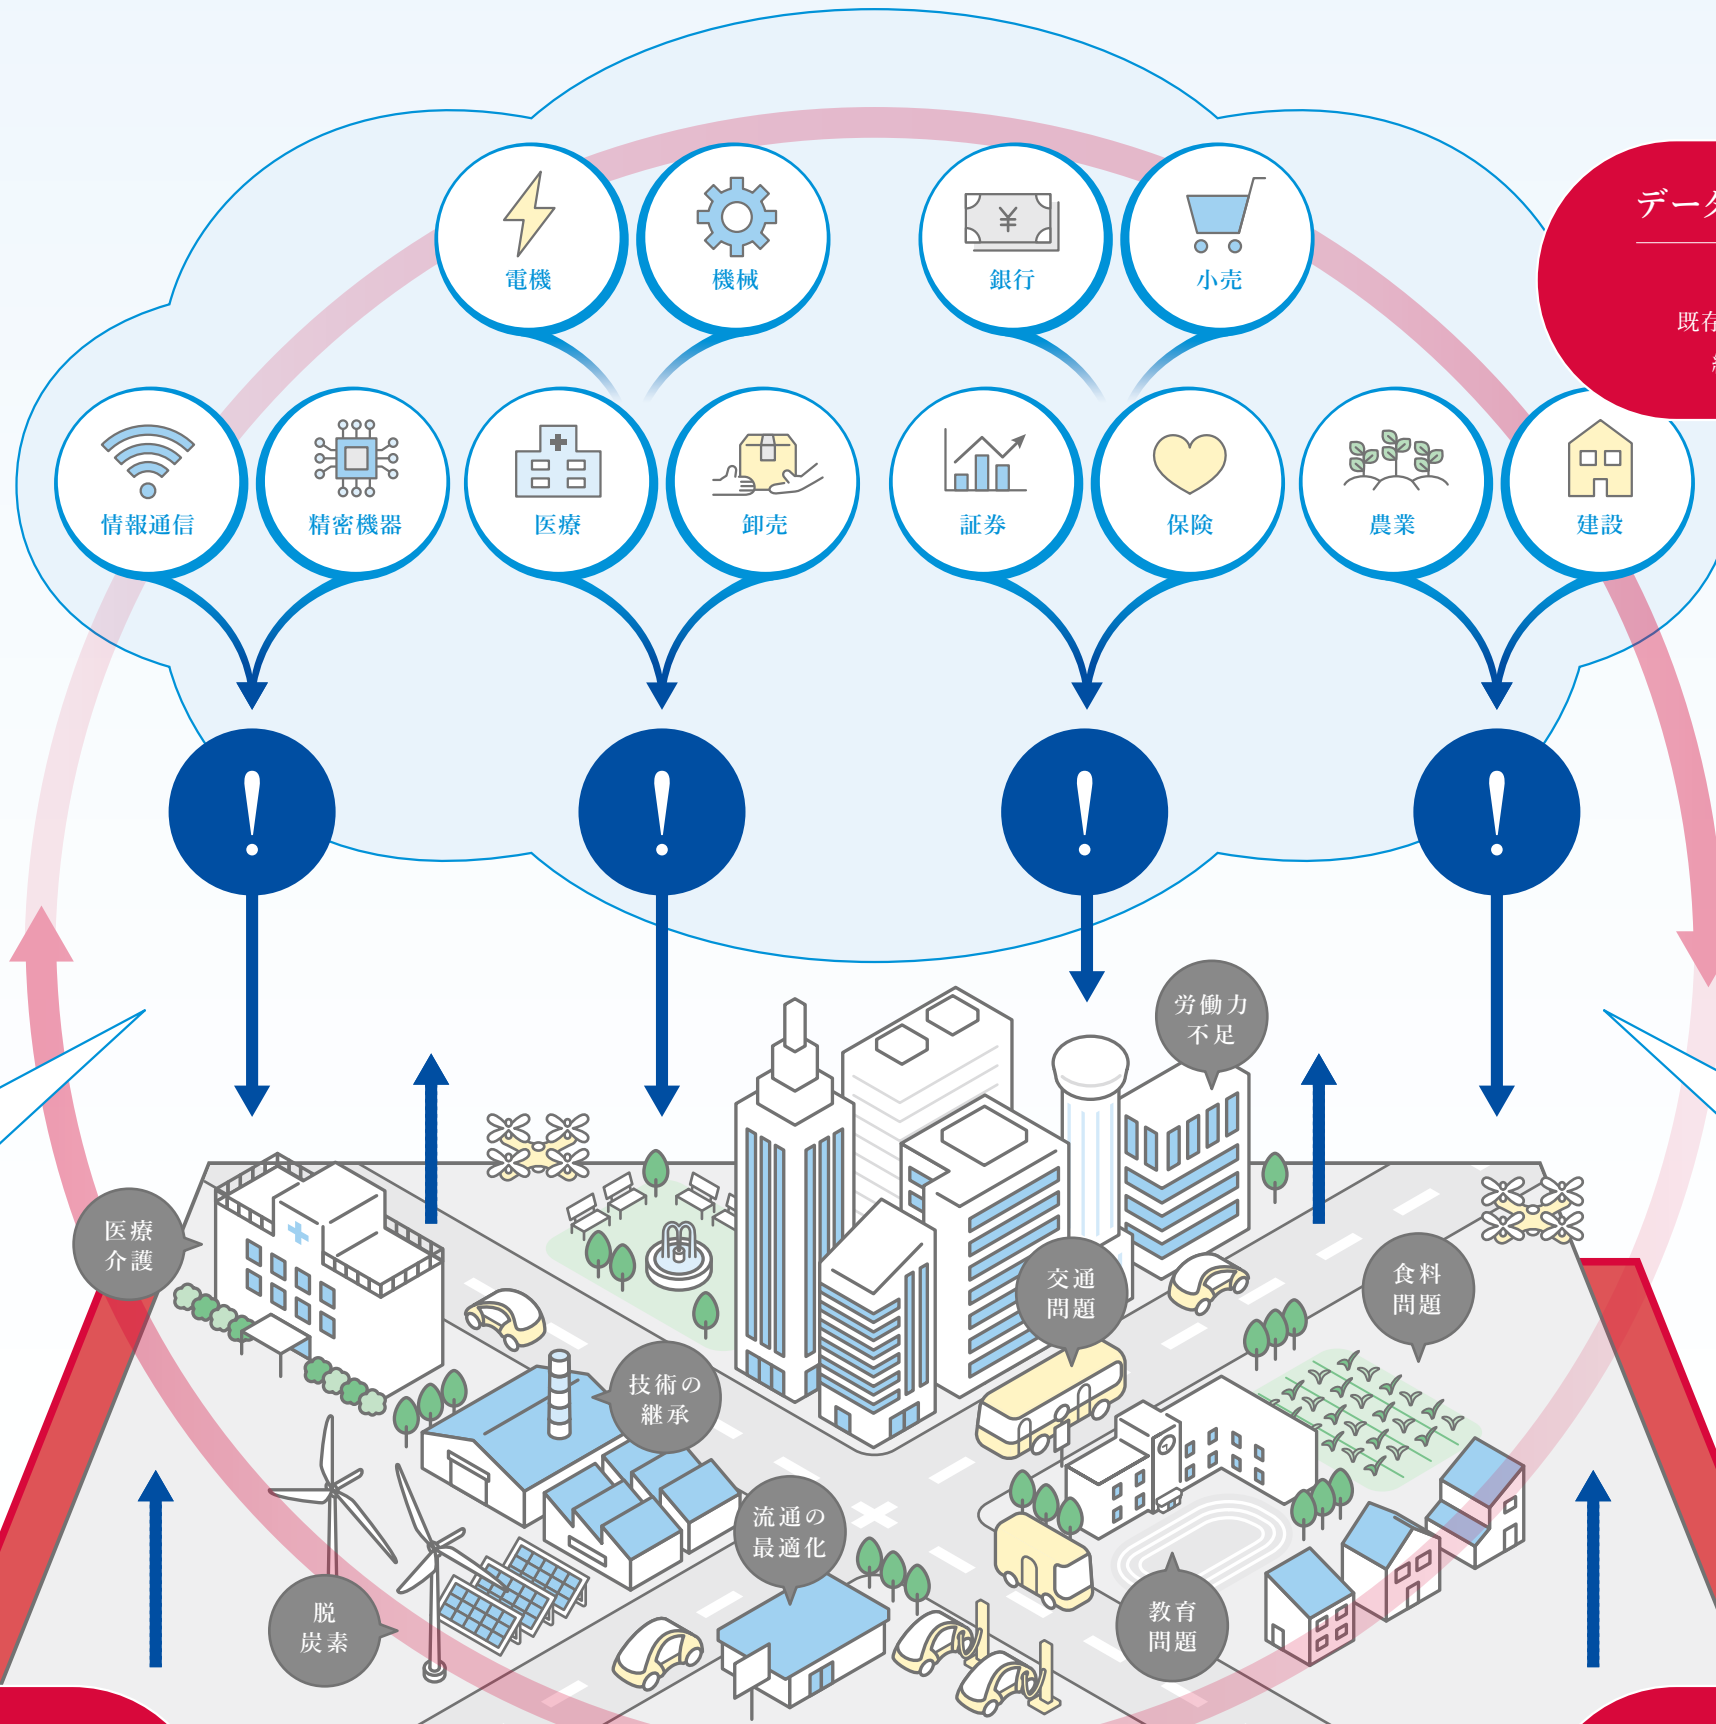 電機
機械
銀行
小売
データ
既存
情報通信
精密機器
医療
卸売
証券
保険
農業
建設
!
!
!
!
労働力
不足
医療
介護
交通
問題
食料
問題
技術の
継承
流通の
最適化
脱
炭素
教育
問題